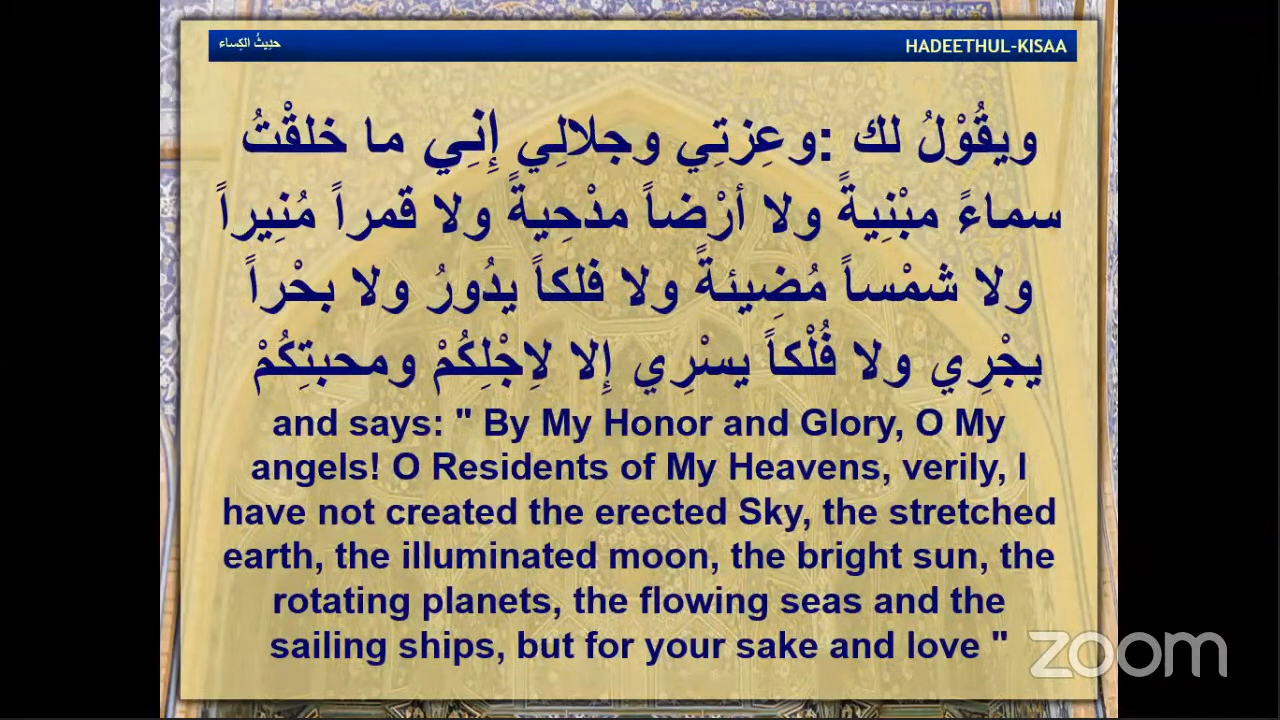 حدِيثُ الكِساء
HADEETHUL-KISAA
ويقُوْلُ لك :وعِزتِي وجلالِي إِنِي ما خلقْتُ
سماءً مبْنِيةً ولا أرْضاً مدْحِيةً ولا قمراً مُنِيراً
ولا شمْساً مُضِيئةً ولا فلكاً يدُورُ ولا بحْراً
يجْرِي ولا فُلْكاً يسْرِي إِلا لاِجْلِكُمْ ومحبتِكُمْ
and says: " By My Honor and Glory, O My
angels! O Residents of My Heavens, verily, I
have not created the erected Sky, the stretched
earth, the illuminated moon, the bright sun, the
rotating planets, the flowing seas and the
sailing ships, but for your sake and love "
zoom